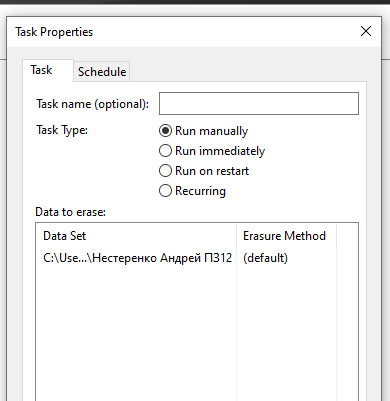 Task Properties
Task
Schedule
Task name (optional):
Task Type:
Run manually
Run immediately
Run on restart
Recurring
Data to erase:
Data Set
Erasure Method
C:\Use...\Нестеренко Андрей ПЗ12
(default)